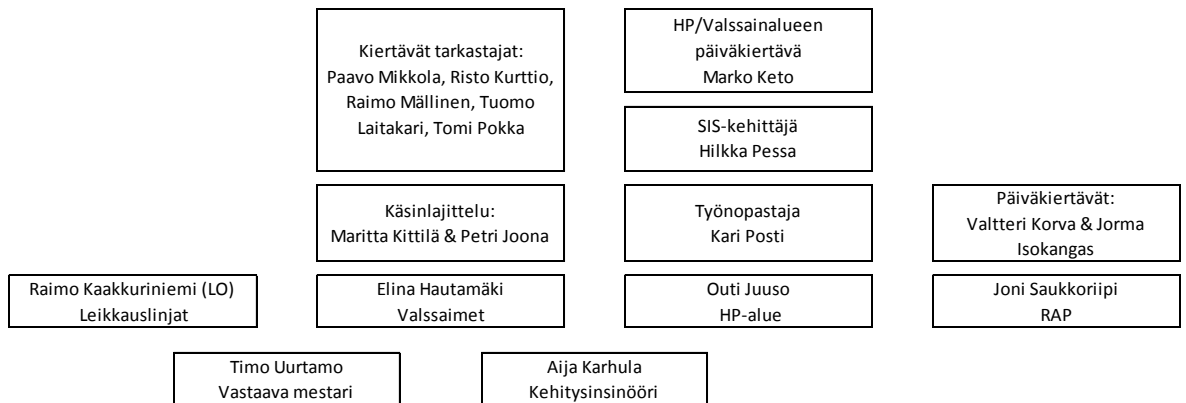 Kiertävät tarkastajat:
Paavo Mikkola, Risto Kurttio,
Raimo Mällinen, Tuomo
Laitakari, Tomi Pokka
HP/Valssainalueen
päiväkiertävä
Marko Keto
SIS-kehittäjä
Hilkka Pessa
Käsinlajittelu:
Maritta Kittilä & Petri Joona
Työnopastaja
Kari Posti
Päiväkiertävät:
Valtteri Korva & Jorma
Isokangas
Raimo Kaakkuriniemi (LO)
Leikkauslinjat
Elina Hautamäki
Valssaimet
Outi Juuso
HP-alue
Joni Saukkoriipi
RAP
Timo Uurtamo
Vastaava mestari
Aija Karhula
Kehitysinsinööri